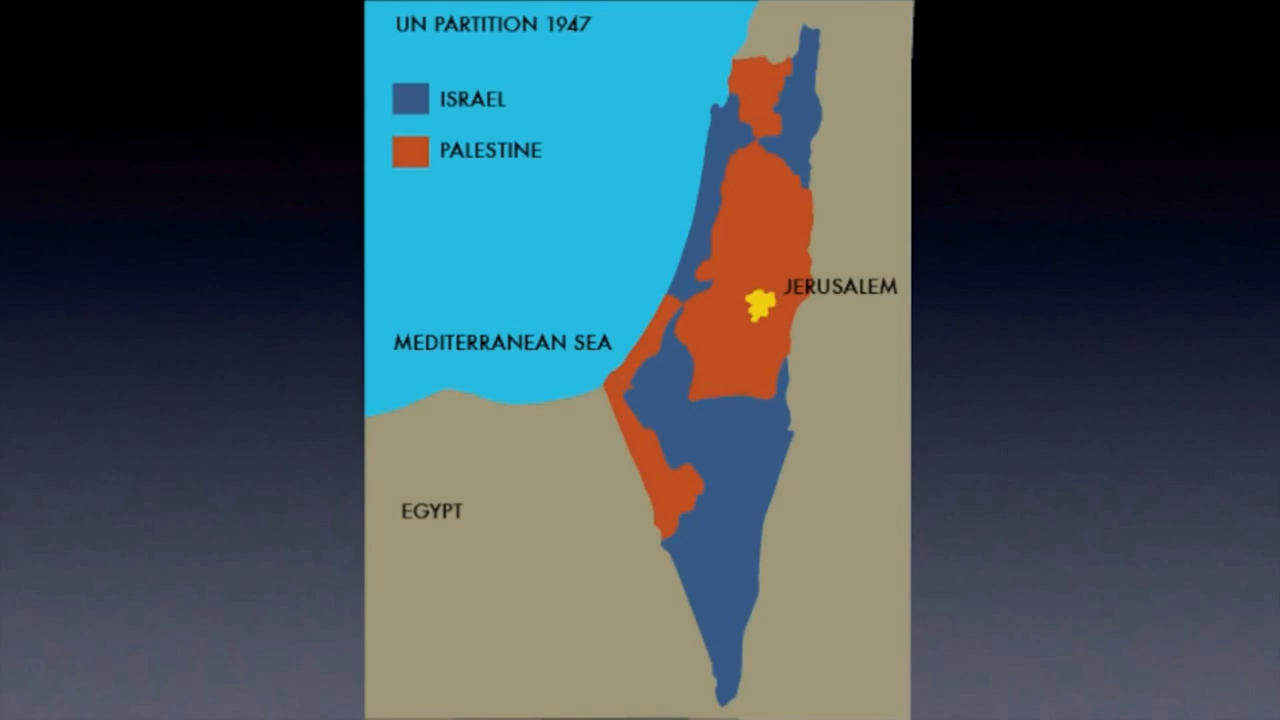 UN PARTITION 1947
ISRAEL
PALESTINE
JERUSALEM
MEDITERRANEAN SEA
EGYPT